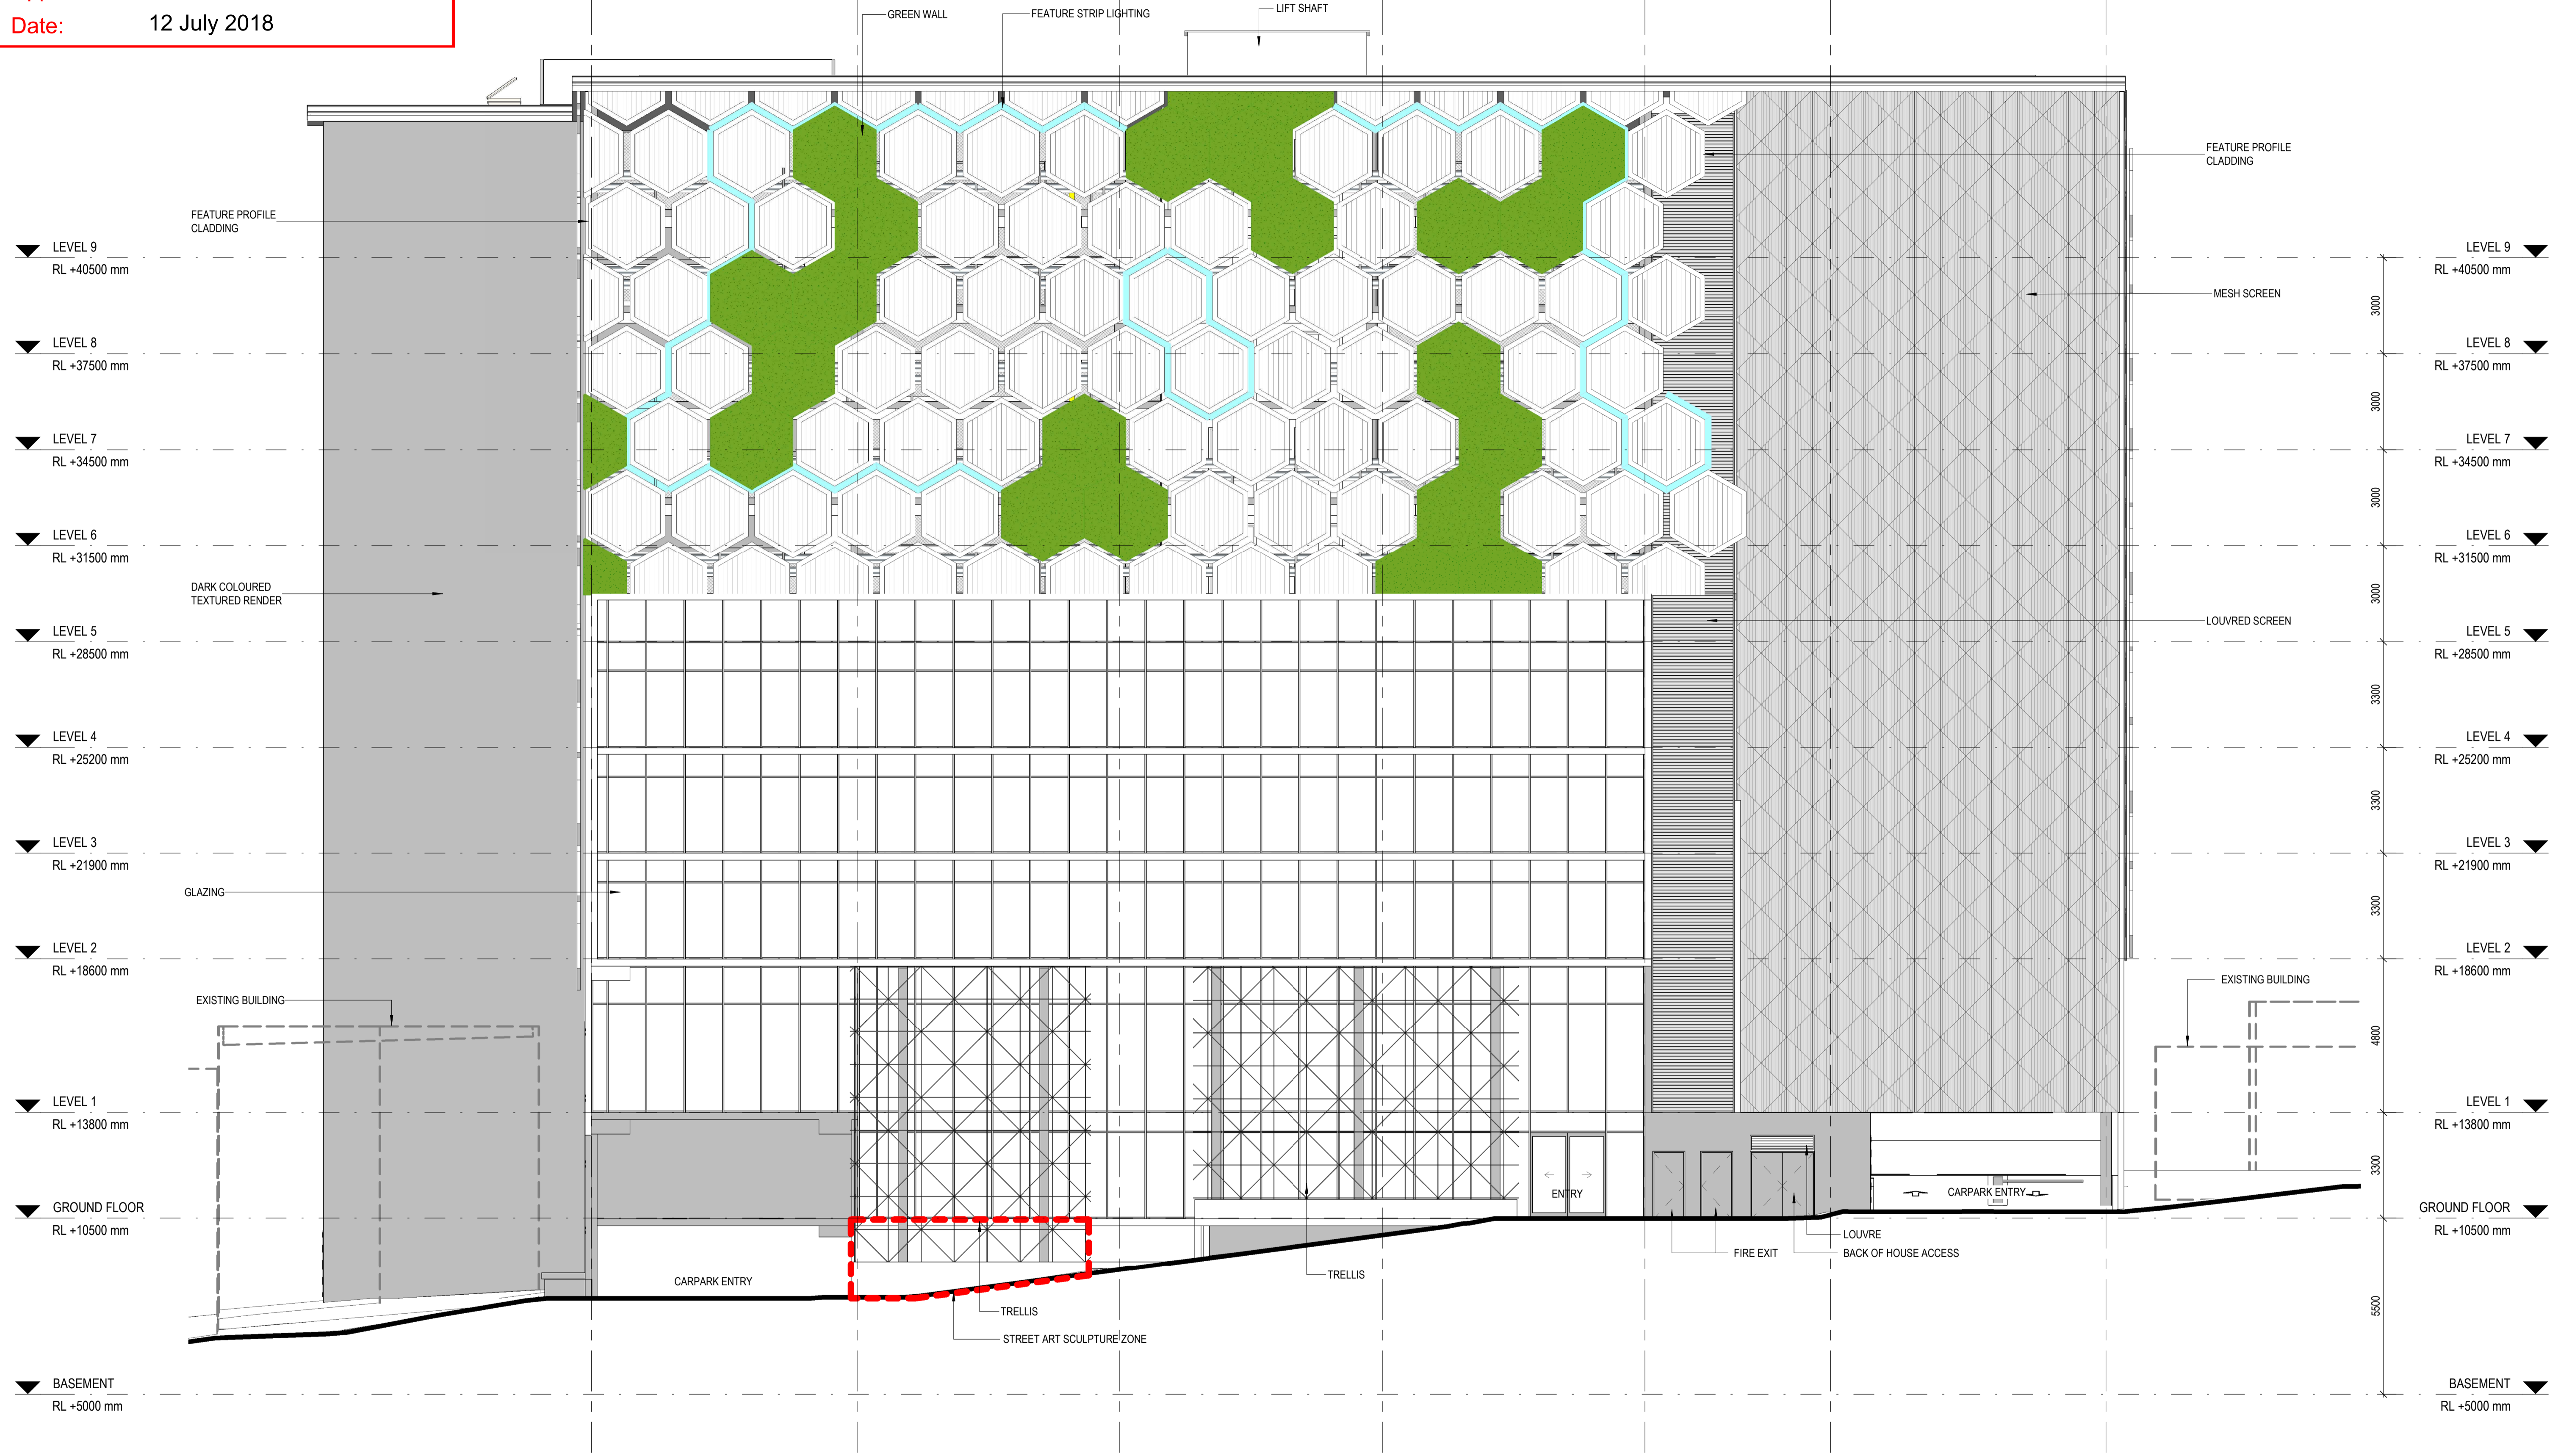 Date: 12 July 2018
GREEN WALL
FEATURE STRIP LIGHTING
LIFT SHAFT
FEATURE PROFILE
CLADDING
FEATURE PROFILE
CLADDING
LEVEL 9
RL +40500 mm
LEVEL 9
RL +40500 mm
MESH SCREEN
3000
LEVEL 8
RL +37500 mm
LEVEL 8
RL +37500 mm
3000
LEVEL 7
RL +34500 mm
LEVEL 7
RL +34500 mm
3000
LEVEL 6
RL +31500 mm
LEVEL 6
RL +31500 mm
DARK COLOURED
TEXTURED RENDER
3000
LOUVRED SCREEN
LEVEL 5
RL +28500 mm
LEVEL 5
RL +28500 mm
3300
LEVEL 4
RL +25200 mm
LEVEL 4
RL +25200 mm
3300
LEVEL 3
RL +21900 mm
LEVEL 3
RL +21900 mm
GLAZING
3300
LEVEL 2
RL +18600 mm
LEVEL 2
RL +18600 mm
EXISTING BUILDING
EXISTING BUILDING
4800
LEVEL 1
RL +13800 mm
LEVEL 1
RL +13800 mm
3300
ENTRY
CARPARK ENTRY
GROUND FLOOR
RL +10500 mm
GROUND FLOOR
RL +10500 mm
LOUVRE
FIRE EXIT
BACK OF HOUSE ACCESS
CARPARK ENTRY
TRELLIS
TRELLIS
STREET ART SCULPTURE ZONE
5500
BASEMENT
RL +5000 mm
BASEMENT
RL +5000 mm